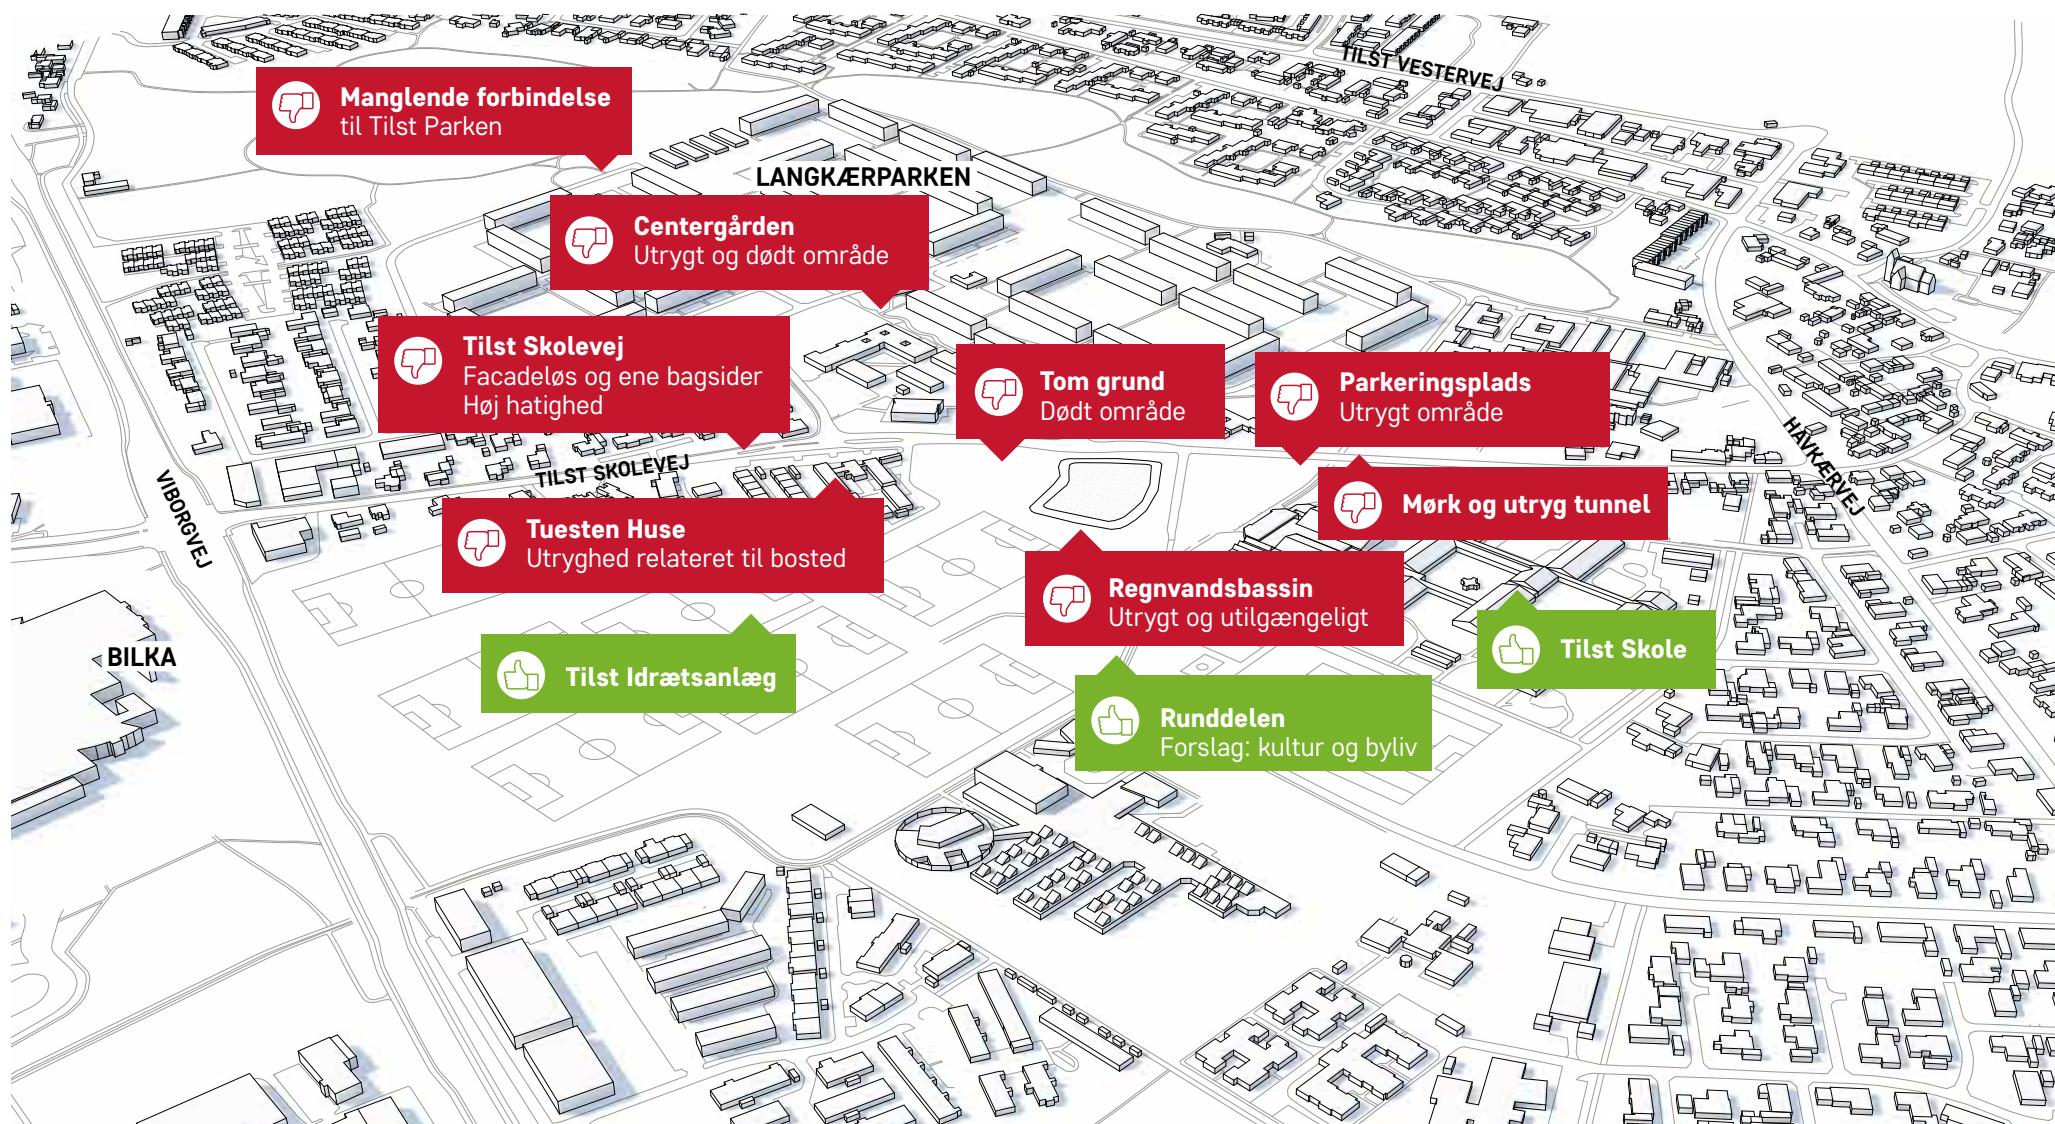 TILST VESTERVEJ
Manglende forbindelse
til Tilst Parken
LANGKÆRPARKEN
Centergården
Utrygt og dødt område
Tilst Skolevej
Facadeløs og ene bagsider
Høj hatighed
Tom grund
Dødt område
Parkeringsplads
Utrygt område
HAVKÆRVEJ
TILST SKOLEVEJ
VIBORGVEJ
Mørk og utryg tunnel
Tuesten Huse
Utryghed relateret til bosted
Regnvandsbassin
Utrygt og utilgængeligt
Tilst Skole
BILKA
Tilst Idrætsanlæg
Runddelen
Forslag: kultur og byliv